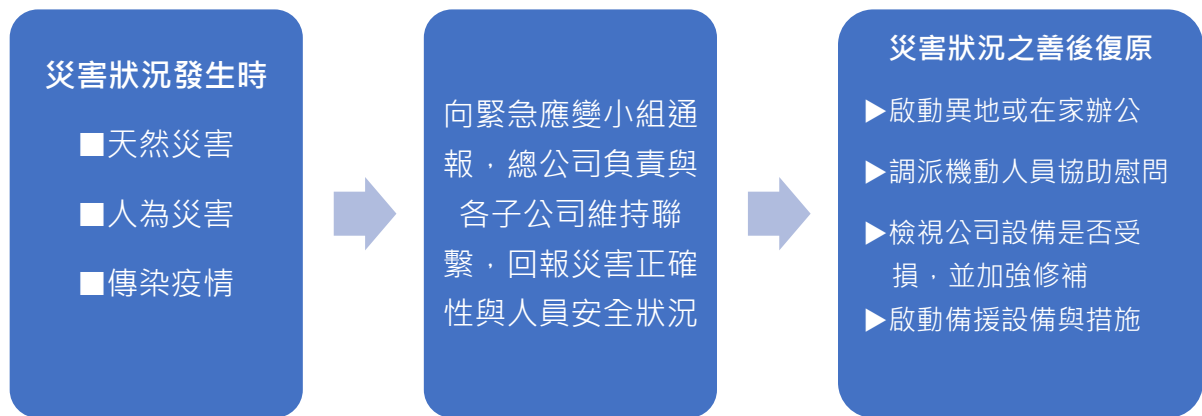 災害狀況發生時
■天然災害
■人為災害
■傳染疫情
向緊急應變小組通
報，總公司負責與
各子公司維持聯
繫，回報災害正確
性與人員安全狀況
災害狀況之善後復原
▶啟動異地或在家辦公
▶調派機動人員協助慰問
▶檢視公司設備是否受
損，並加強修補
▶啟動備援設備與措施